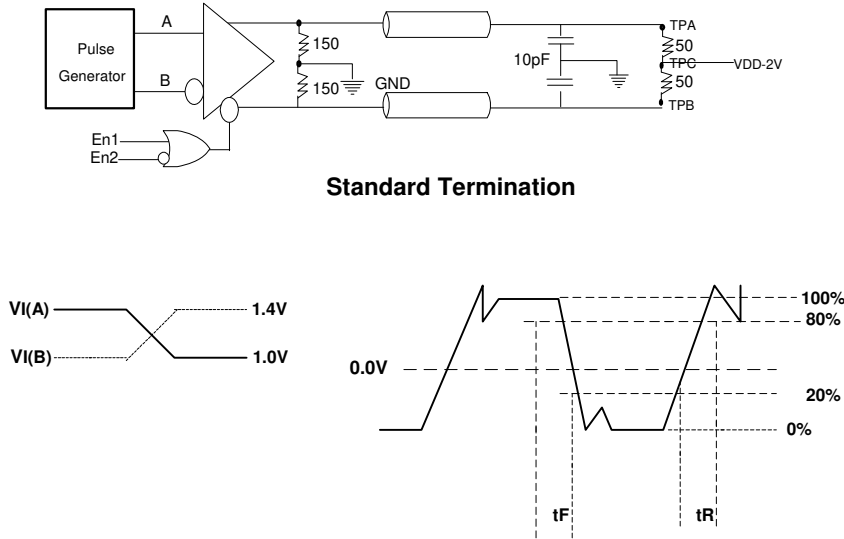 A
Pulse
Generator
B
En1
En2
150
150
GND
10pF
TPA
50
TPC
50
TPB
VDD-2V
Standard Termination
VI(A)
1.4V
VI(B)
1.0V
0.0V
100%
80%
20%
0%
tF
tR